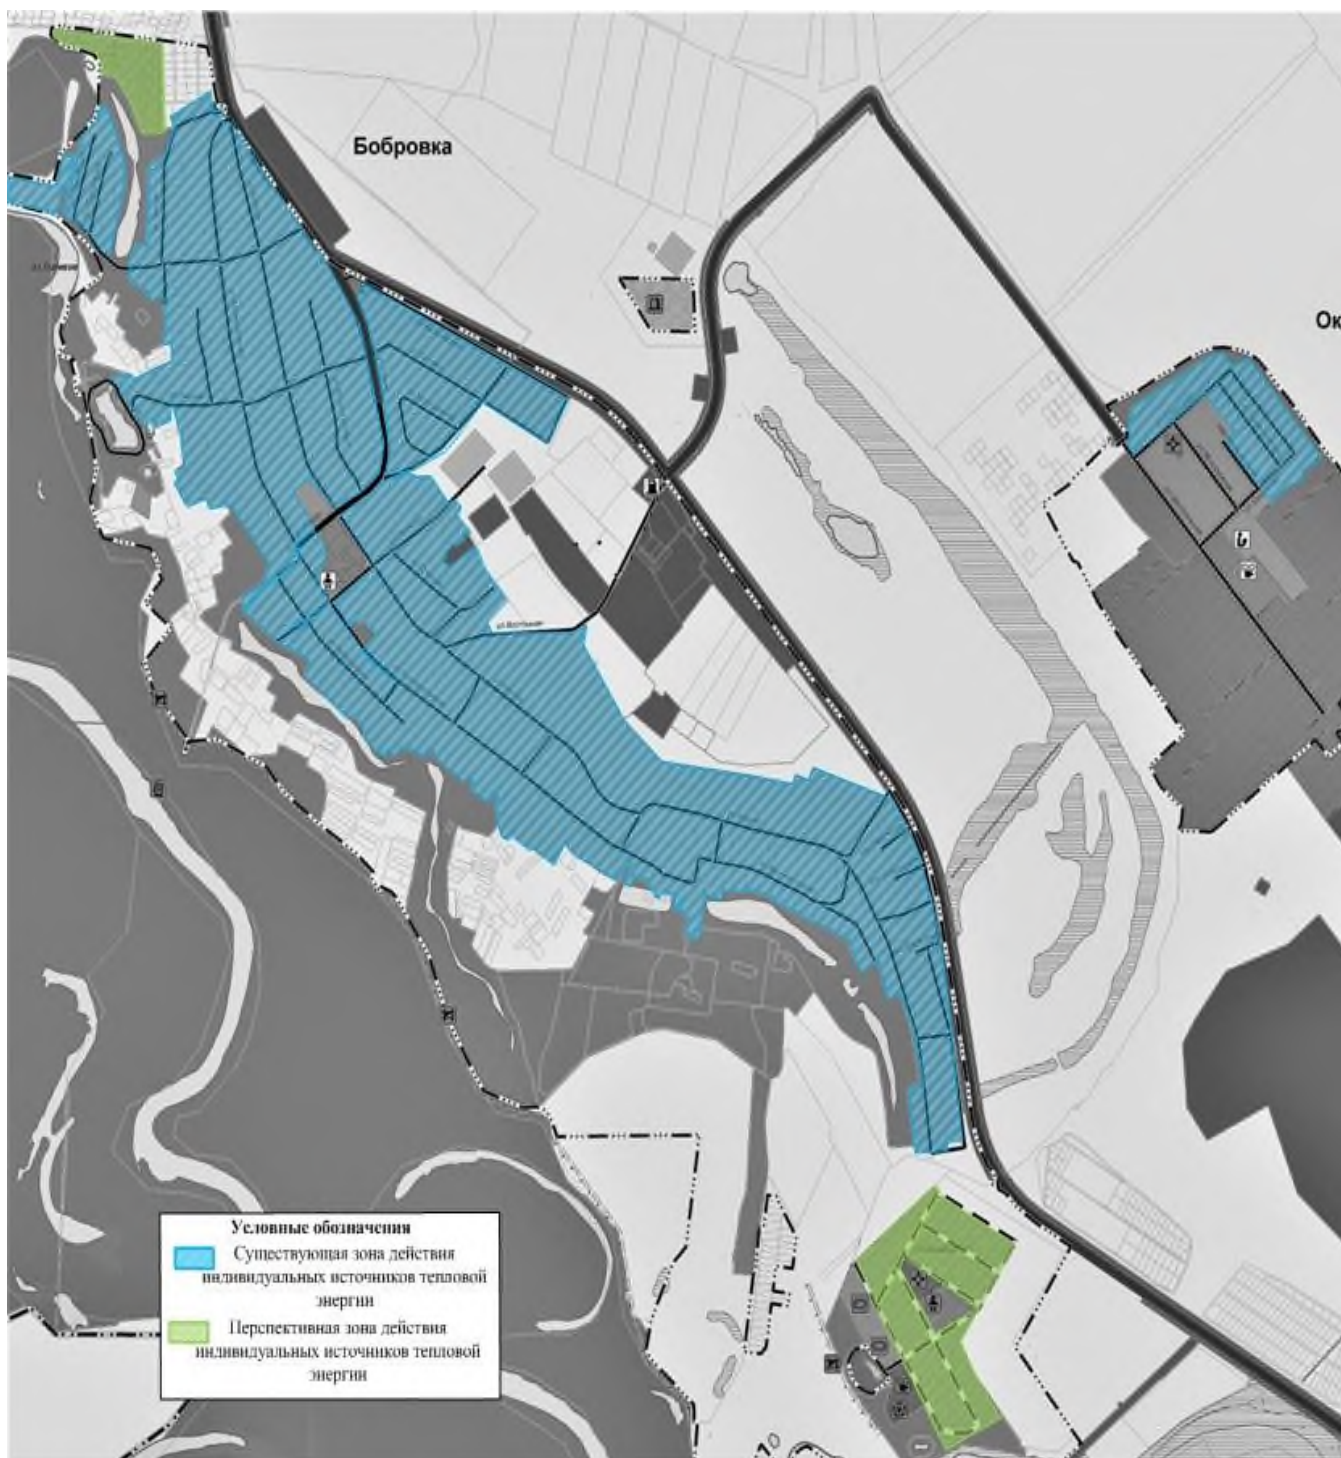 Бобровка
Ок
Условные обозначения
Существующая зона действия
индивидуальных источников тепловой
энергии
Перспективная зона действия
индивидуальных источников тепловой
энергии